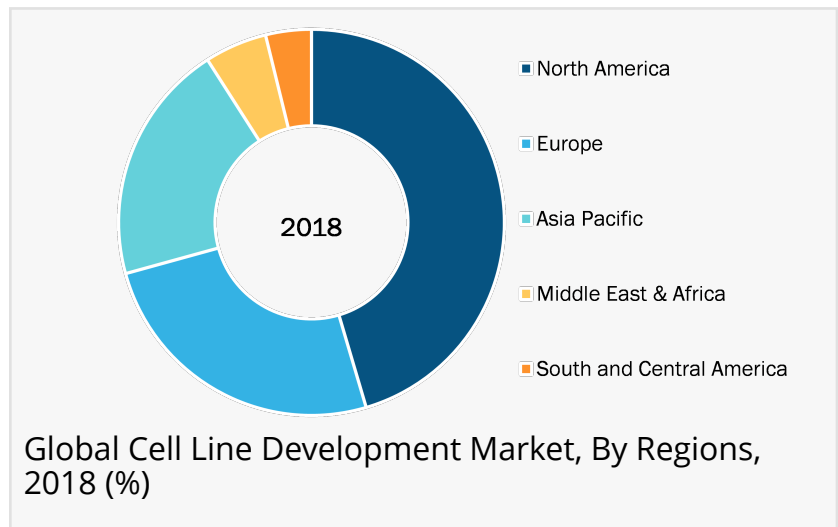 North America
Europe
2018
Asia Pacific
Middle East & Africa
South and Central America
Global Cell Line Development Market, By Regions,
2018 (%)